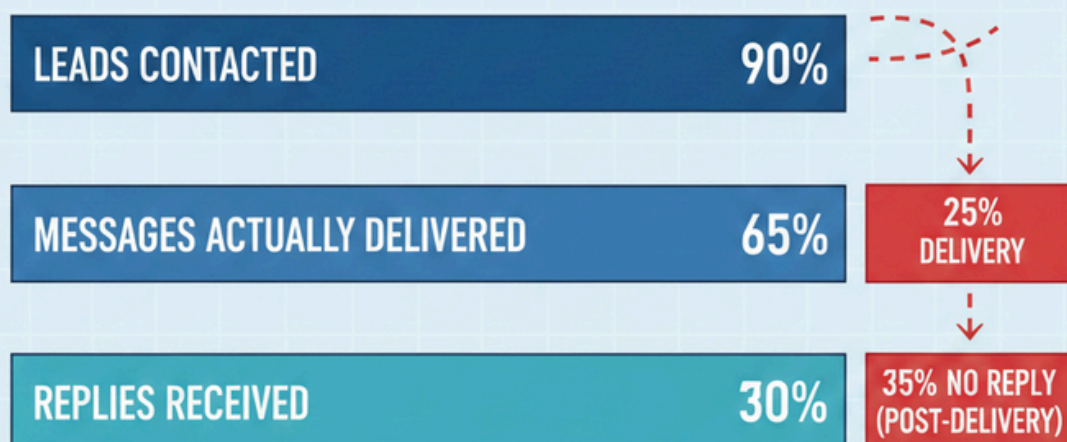 LEADS CONTACTED 90%
MESSAGES ACTUALLY DELIVERED 65%
25%
DELIVERY
REPLIES RECEIVED 30%
35% NO REPLY
(POST-DELIVERY)